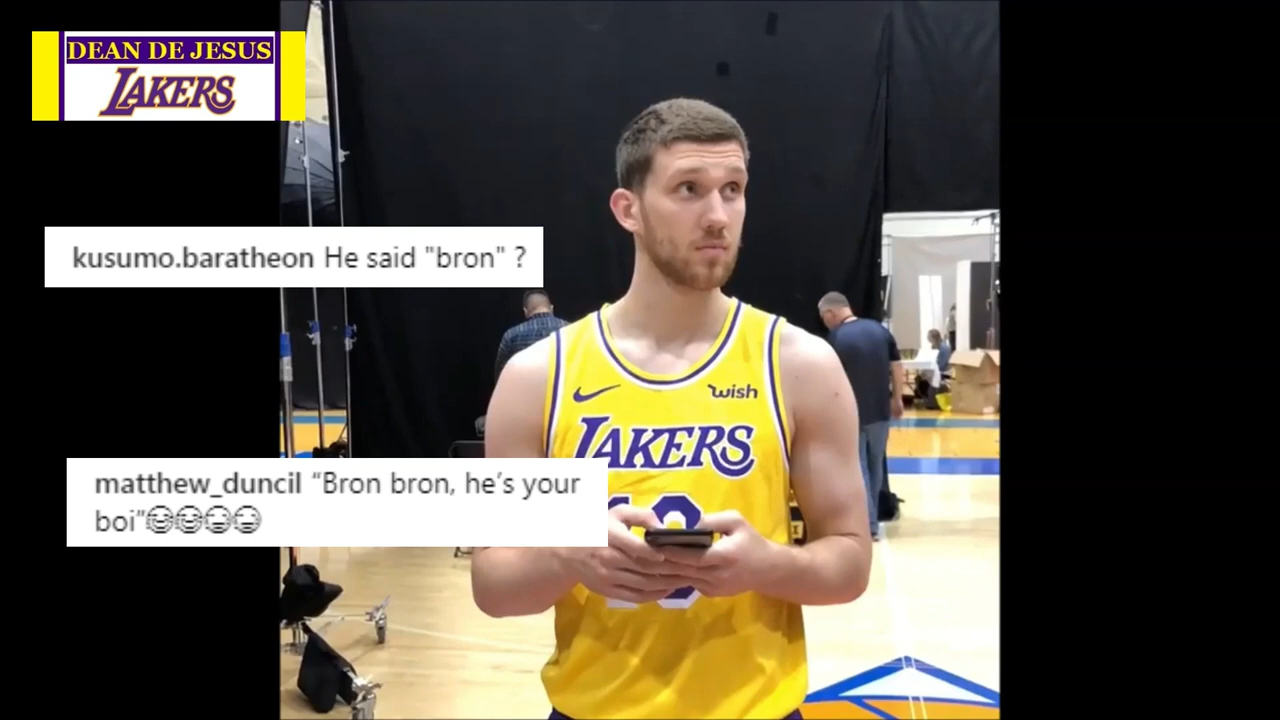 DEAN DE JESUS
LAKERS
kusumo.baratheon He said "bron" ?
wish
LAKERS
matthew_duncil “Bron bron, he’s your
boi”